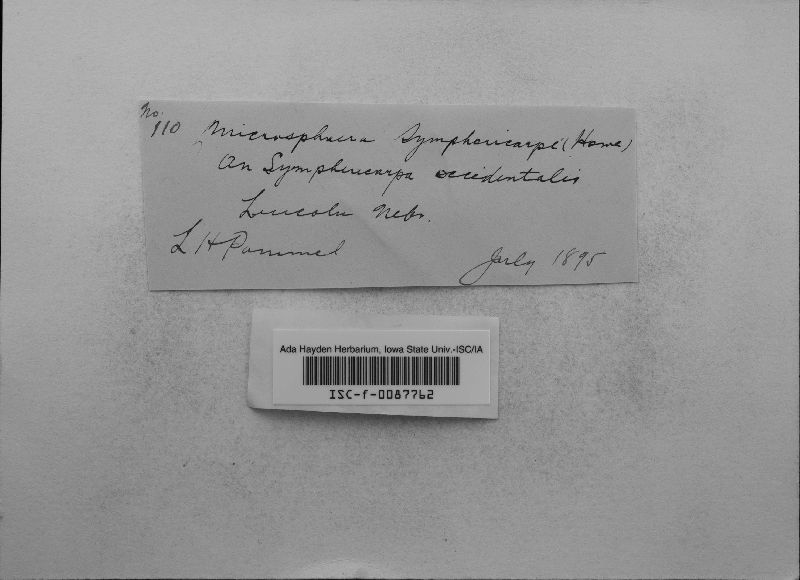 No.
910 Microsphaera Symphoricarpi (Howe)
On Symphoricarpa occidentalis
Lincoln Nebr.
L H Pammel July 1895
Ada Hayden Herbarium, Iowa State Univ.-ISC/IA
ISC-f-0087762